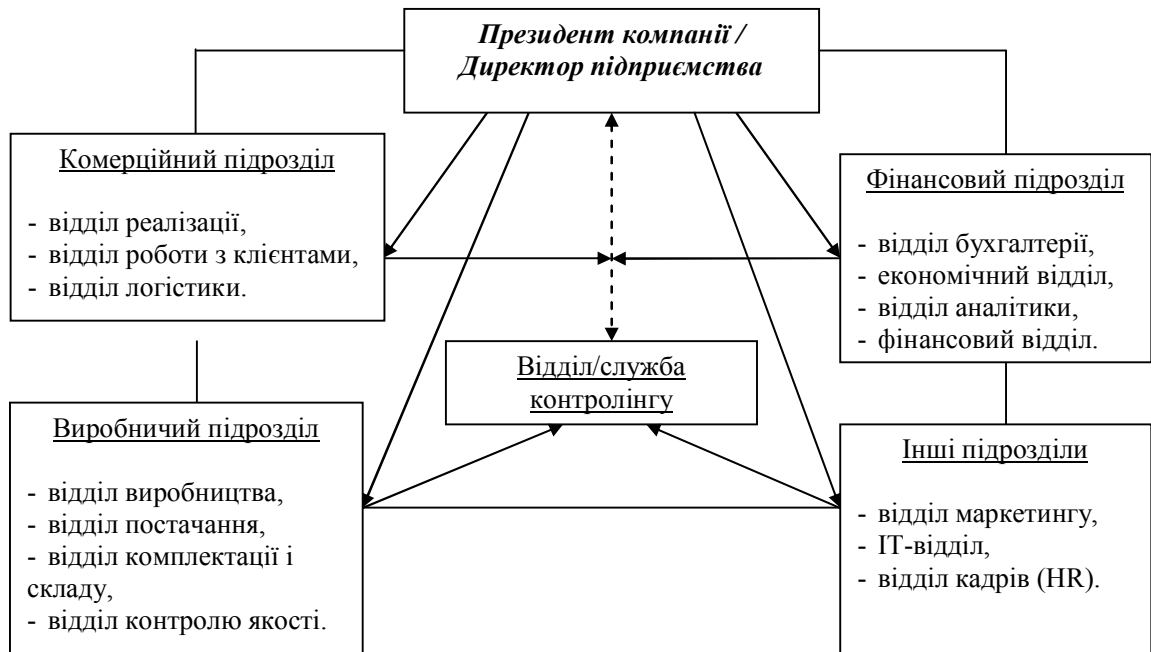 Президент компанії /
Директор підприємства
Комерційний підрозділ
- відділ реалізації,
- відділ роботи з клієнтами,
- відділ логістики.
Фінансовий підрозділ
- відділ бухгалтерії,
- економічний відділ,
- відділ аналітики,
- фінансовий відділ.
Відділ/служба
контролінгу
Виробничий підрозділ
- відділ виробництва,
- відділ постачання,
- відділ комплектації і
складу,
- відділ контролю якості.
Інші підрозділи
- відділ маркетингу,
- ІТ-відділ,
- відділ кадрів (HR).